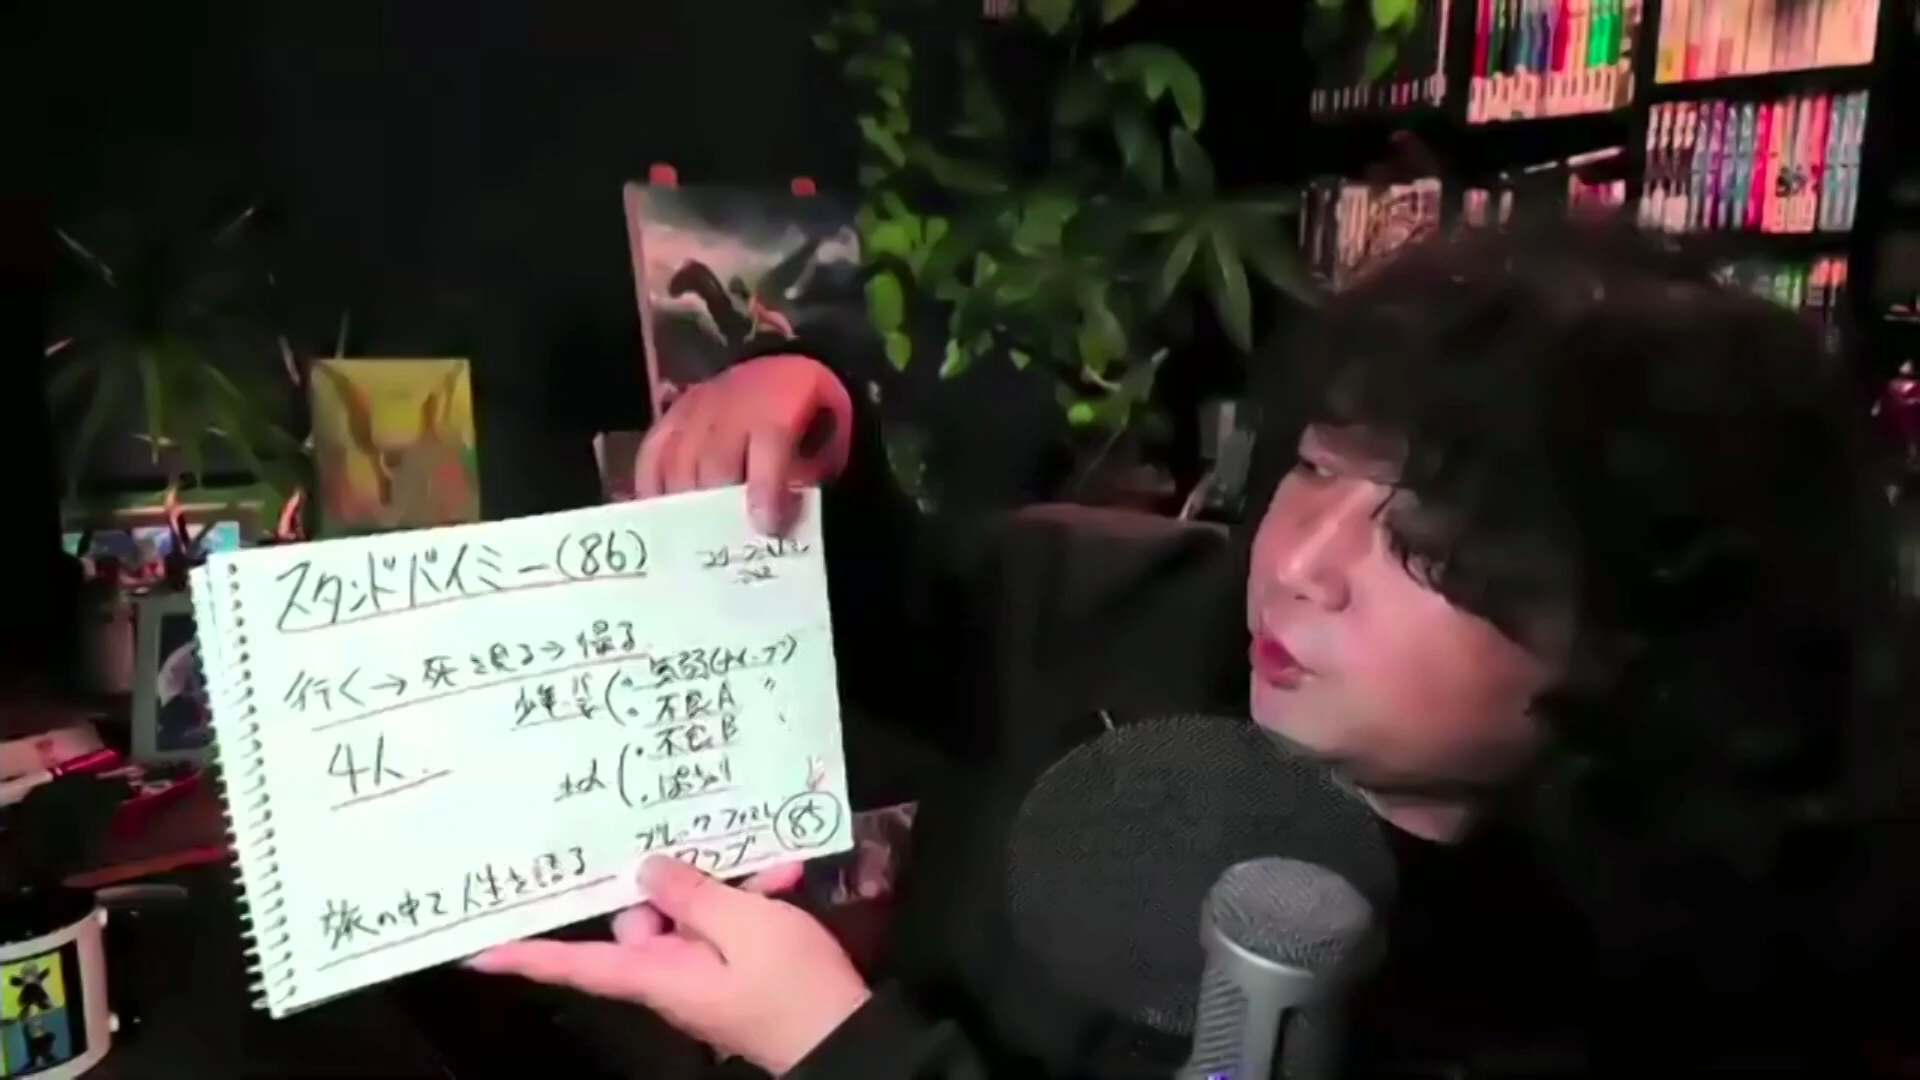 スタンドバイミー(86)
行く→死を見る→帰る
4人.
少年
・気弱(ナイーブ)
・不良A 〃
・不良B
・ぽっちゃり
旅の中で人生を語る
ブレックファスト
クラブ
85